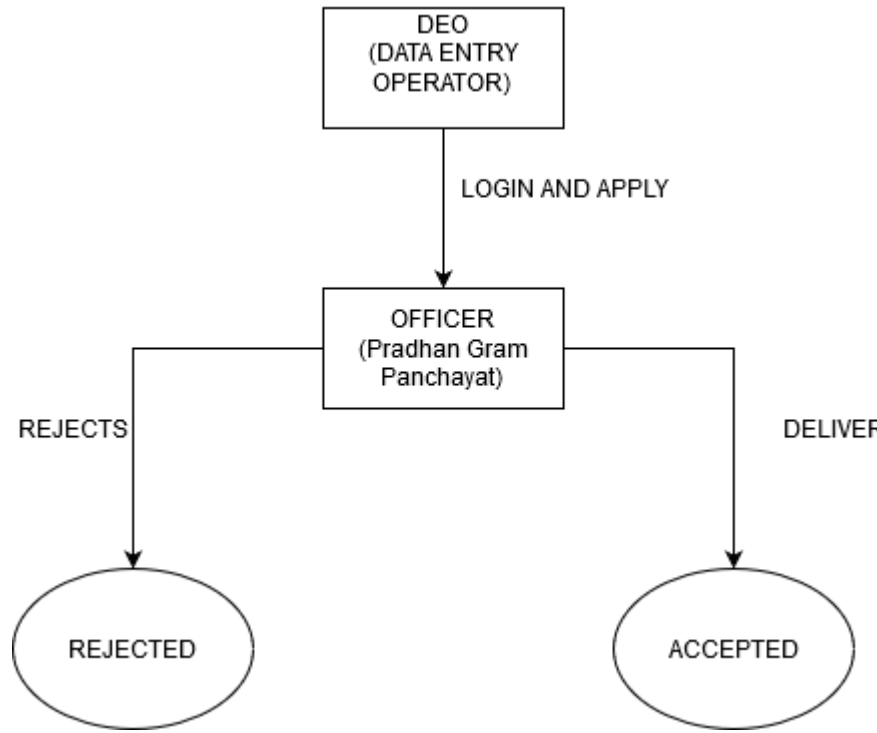 DEO
(DATA ENTRY
OPERATOR)
LOGIN AND APPLY
OFFICER
(Pradhan Gram
Panchayat)
REJECTS
DELIVER
REJECTED
ACCEPTED